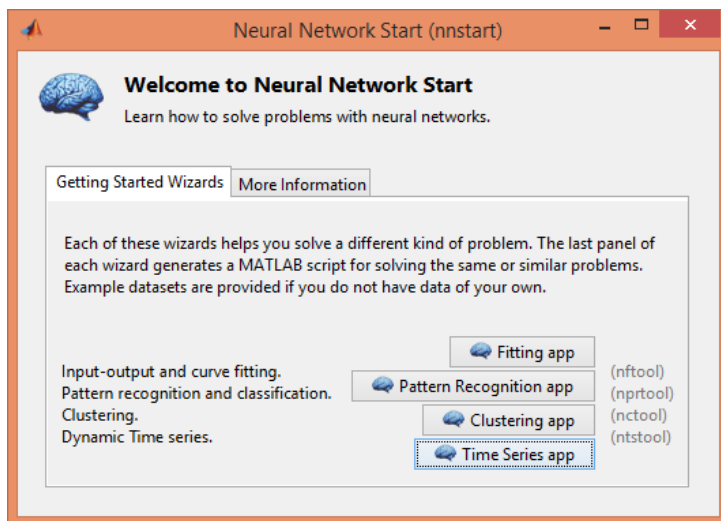 Neural Network Start (nnstart)
Welcome to Neural Network Start
Learn how to solve problems with neural networks.
Getting Started Wizards More Information
Each of these wizards helps you solve a different kind of problem. The last panel of
each wizard generates a MATLAB script for solving the same or similar problems.
Example datasets are provided if you do not have data of your own.
Input-output and curve fitting. Fitting app (nftool)
Pattern recognition and classification. Pattern Recognition app (nprtool)
Clustering. Clustering app (nctool)
Dynamic Time series. Time Series app (ntstool)